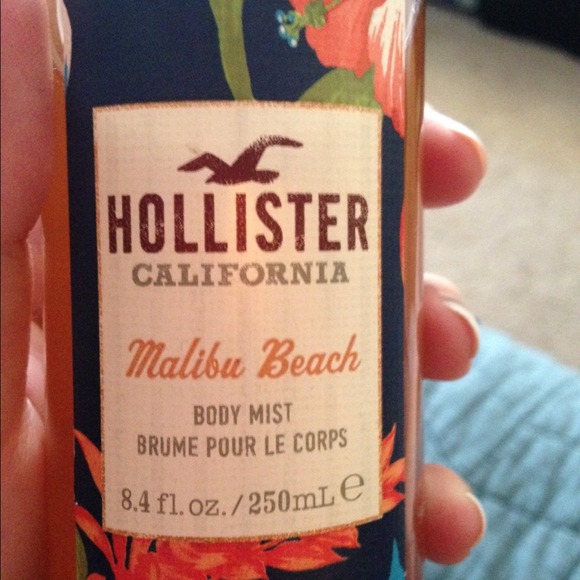 HOLLISTER
CALIFORNIA
Malibu Beach
BODY MIST
BRUME POUR LE CORPS
8.4 fl.oz./250mL e